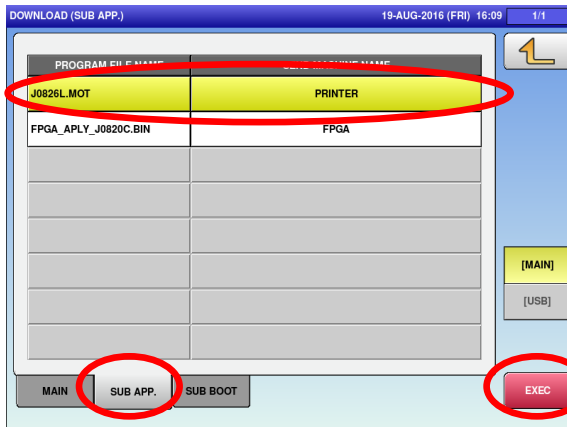 DOWNLOAD (SUB APP.) 19-AUG-2016 (FRI) 16:09 1/1
PROGRAM FILE NAME
J0826L.MOT PRINTER
FPGA_APLY_J0820C.BIN FPGA
[MAIN]
[USB]
MAIN SUB APP. SUB BOOT EXEC